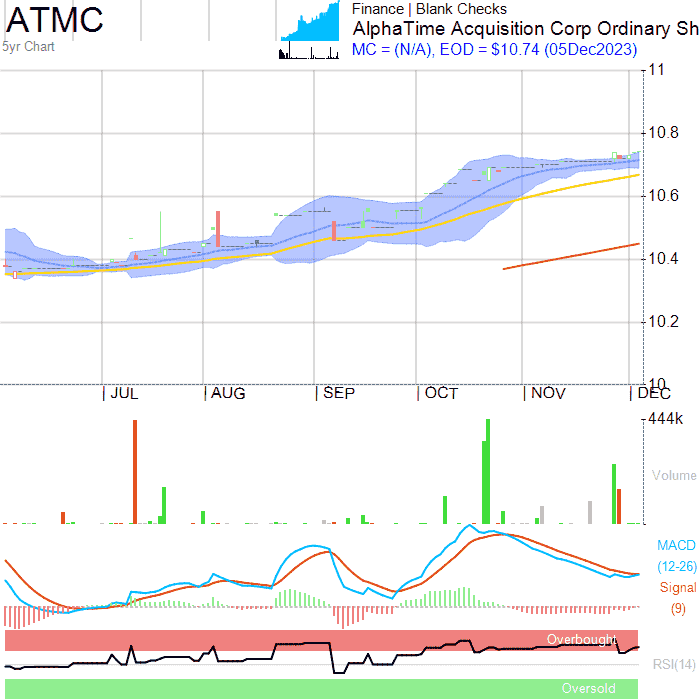 ATMC
5yr Chart
Finance | Blank Checks
AlphaTime Acquisition Corp Ordinary Sh
MC = (N/A), EOD = $10.74 (05Dec2023)
11
10.8
10.6
10.4
10.2
10
JUL AUG SEP OCT NOV DEC
444k
Volume
MACD
(12-26)
Signal
(9)
Overbought
RSI(14)
Oversold